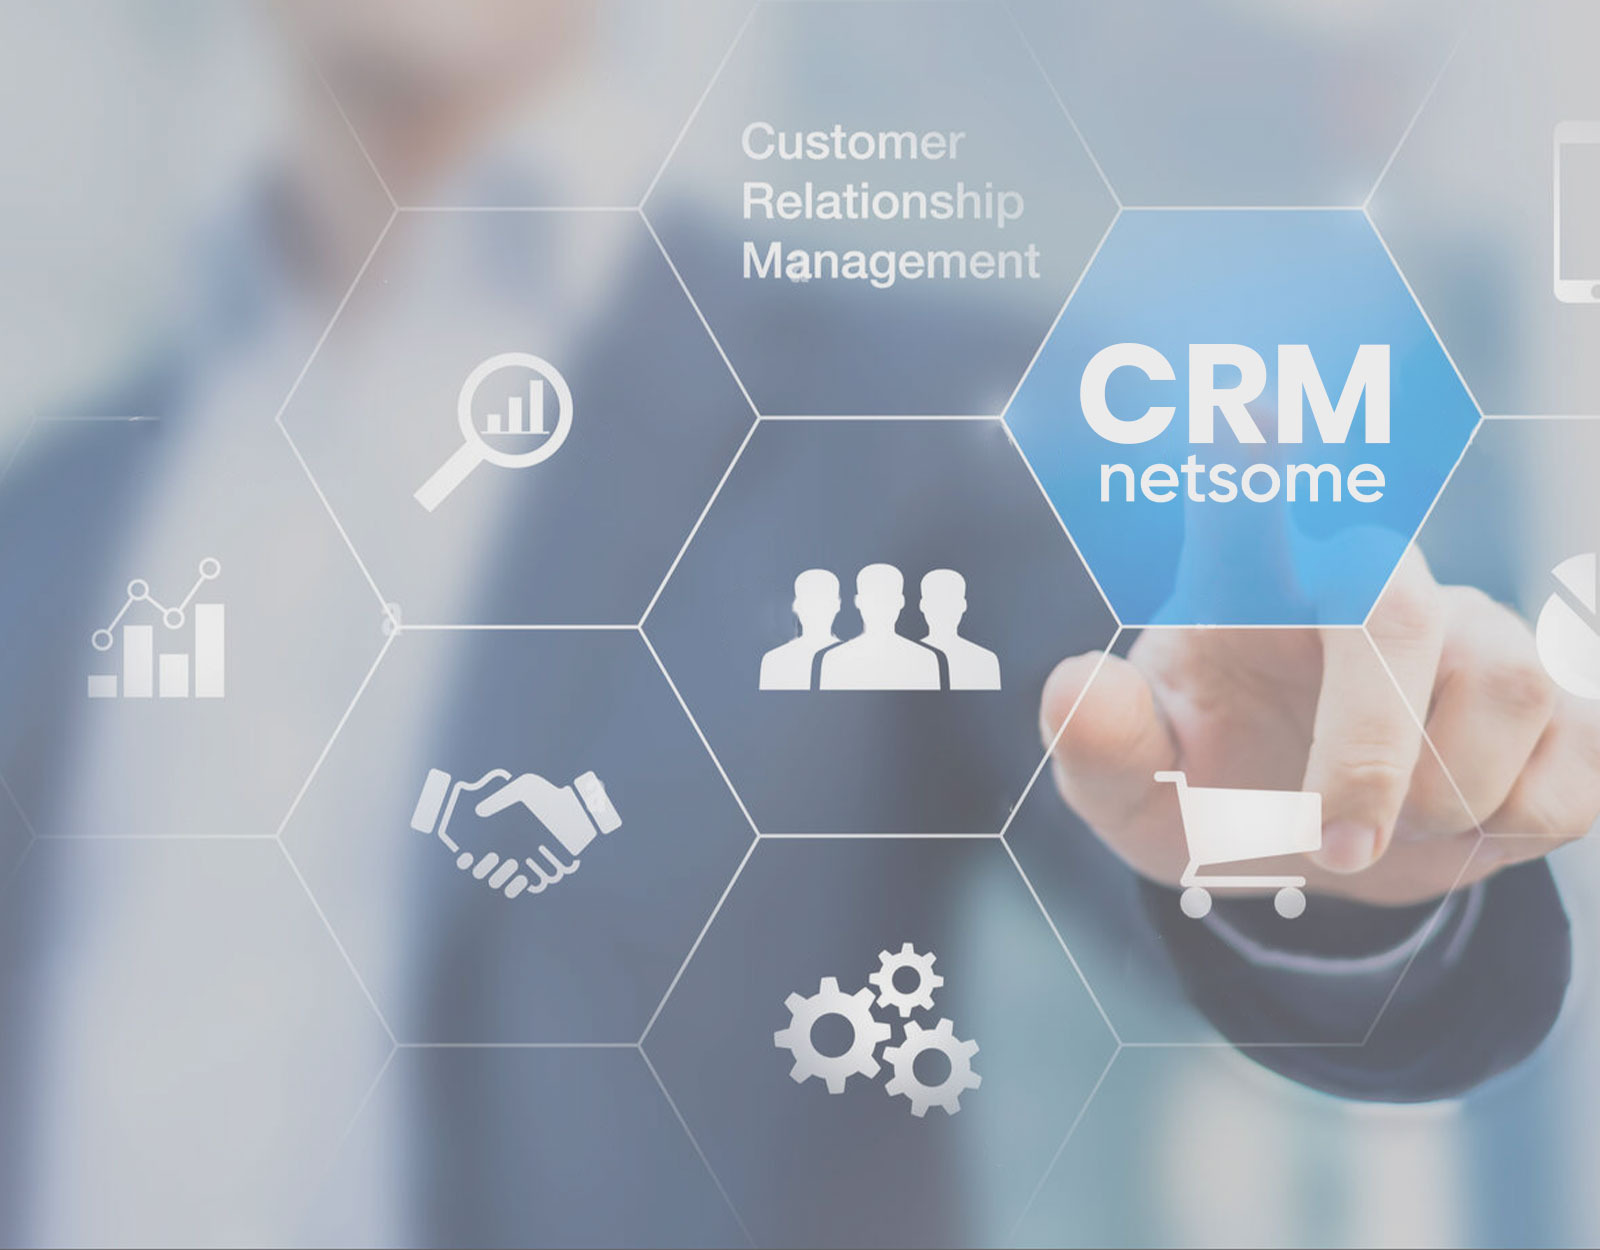 Customer
Relationship
Management
CRM
netsome